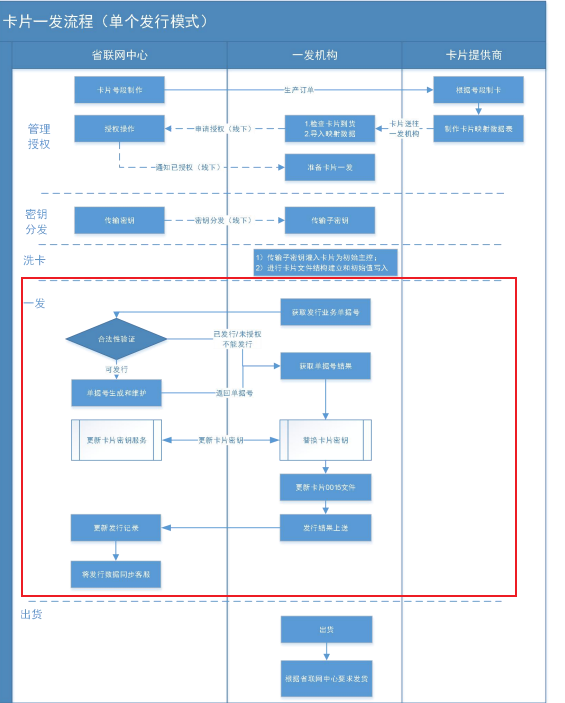 卡片一发流程（单个发行模式）
省联网中心
一发机构
卡片提供商
管理
授权
卡片号段制作
生产订单
根据号段制卡
授权操作
申请授权（线下）
1.检查卡片到货
2.导入映射数据
卡片送往
一发机构
制作卡片映射数据表
通知已授权（线下）
准备卡片一发
密钥
分发
传输密钥
密钥分发（线下）
传输子密钥
洗卡
1）传输子密钥灌入卡片为初始主控；
2）进行卡片文件结构建立和初始值写入
一发
获取发行业务单据号
合法性验证
已发行/未授权
不能发行
可发行
获取单据号结果
单据号生成和维护
返回单据号
更新卡片密钥服务
更新卡片密钥
替换卡片密钥
更新卡片0015文件
更新发行记录
发行结果上送
将发行数据同步客服
出货
出货
根据省联网中心要求发货